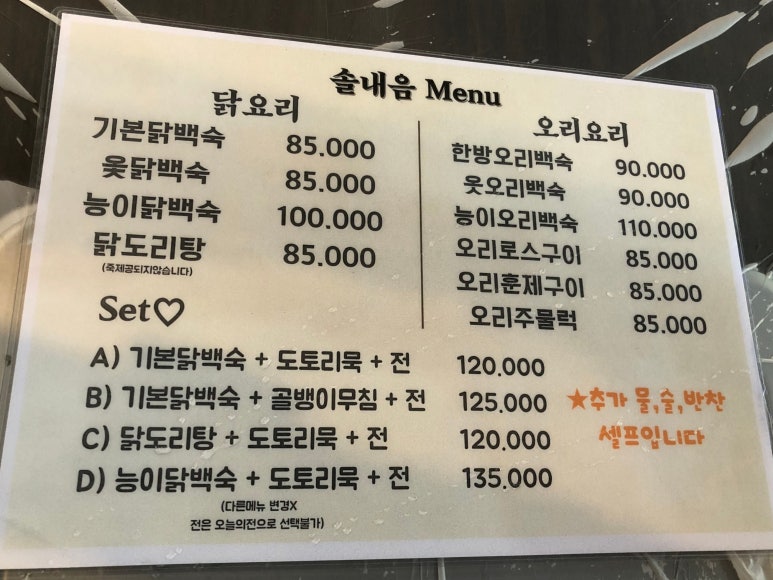 솔내음 Menu
닭요리
기본닭백숙 85.000
옻닭백숙 85.000
능이닭백숙 100.000
닭도리탕 85.000
(죽제공되지않습니다)
오리요리
한방오리백숙 90.000
옷오리백숙 90.000
능이오리백숙 110.000
오리로스구이 85.000
오리훈제구이 85.000
오리주물럭 85.000
Set♡
A) 기본닭백숙 + 도토리묵 + 전 120.000
B) 기본닭백숙 + 골뱅이무침 + 전 125.000
C) 닭도리탕 + 도토리묵 + 전 120.000
D) 능이닭백숙 + 도토리묵 + 전 135.000
(다른메뉴 변경X
전은 오늘의전으로 선택불가)
★추가 물,술,반찬
셀프입니다